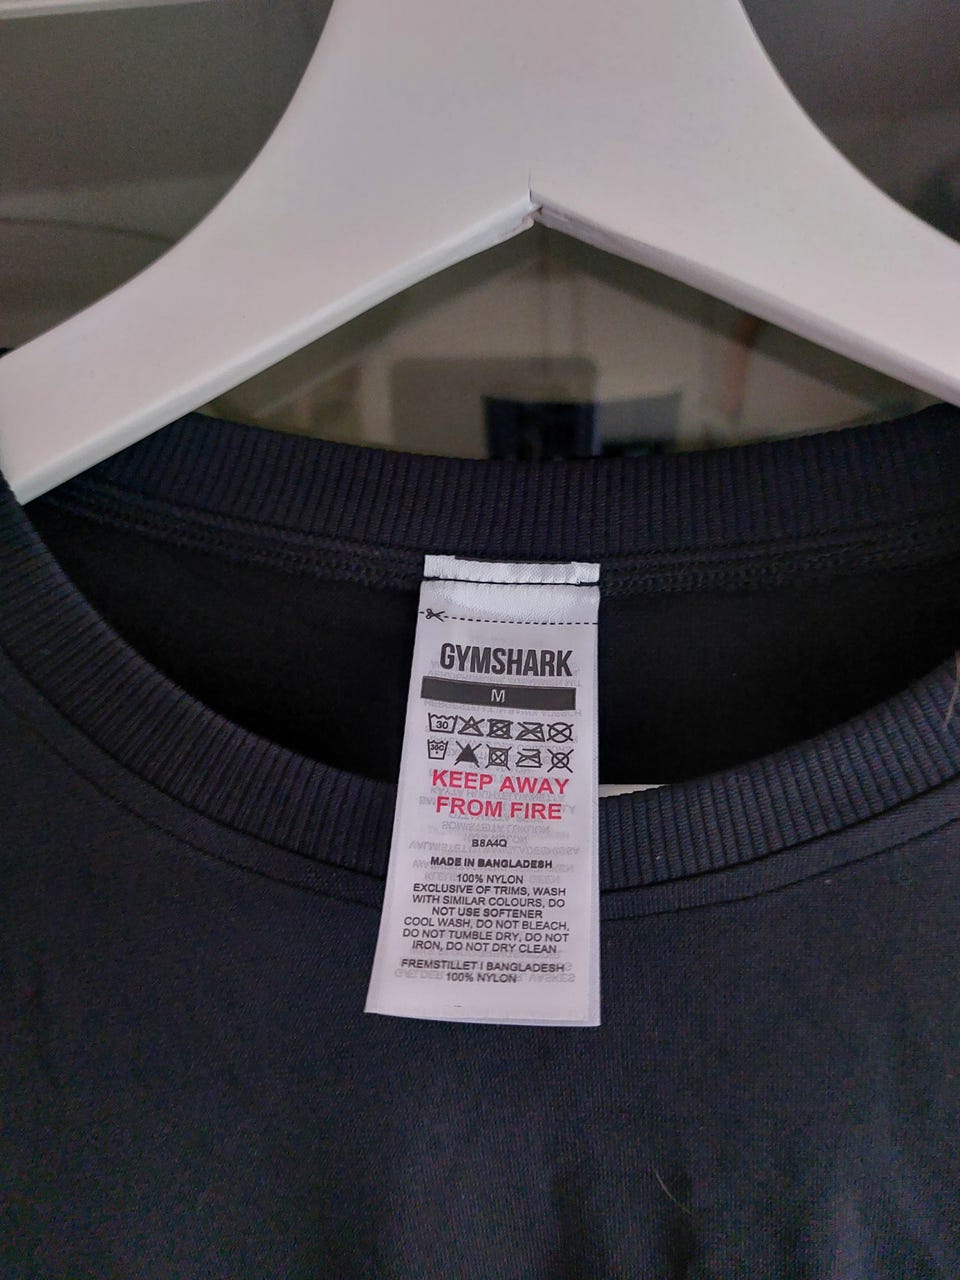 GYMSHARK
M
30
30C
KEEP AWAY
FROM FIRE
B8A4Q
MADE IN BANGLADESH
100% NYLON
EXCLUSIVE OF TRIMS, WASH
WITH SIMILAR COLOURS, DO
NOT USE SOFTENER
COOL WASH, DO NOT BLEACH,
DO NOT TUMBLE DRY, DO NOT
IRON, DO NOT DRY CLEAN
FREMSTILLET I BANGLADESH
100% NYLON